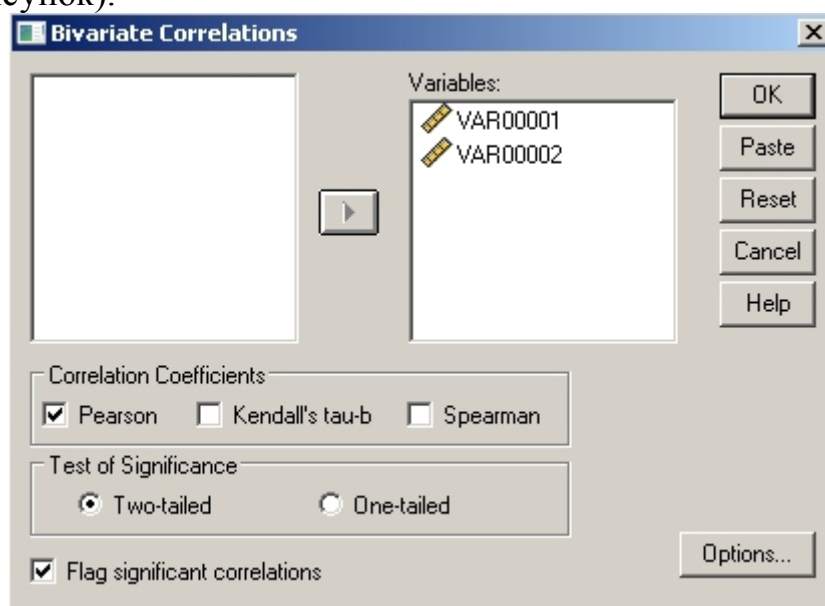 Bivariate Correlations
Variables:
VAR00001
VAR00002
OK
Paste
Reset
Cancel
Help
Correlation Coefficients
Pearson Kendall's tau-b Spearman
Test of Significance
Two-tailed One-tailed
Flag significant correlations
Options...